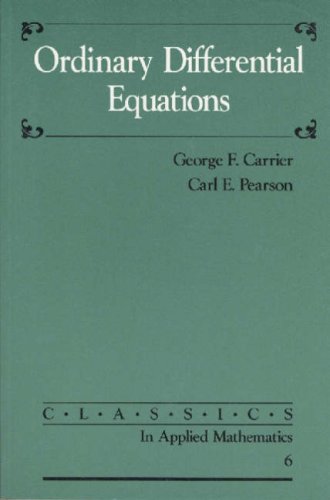 Ordinary Differential
Equations
George F. Carrier
Carl E. Pearson
C·L·A·S·S·I·C·S
In Applied Mathematics
6